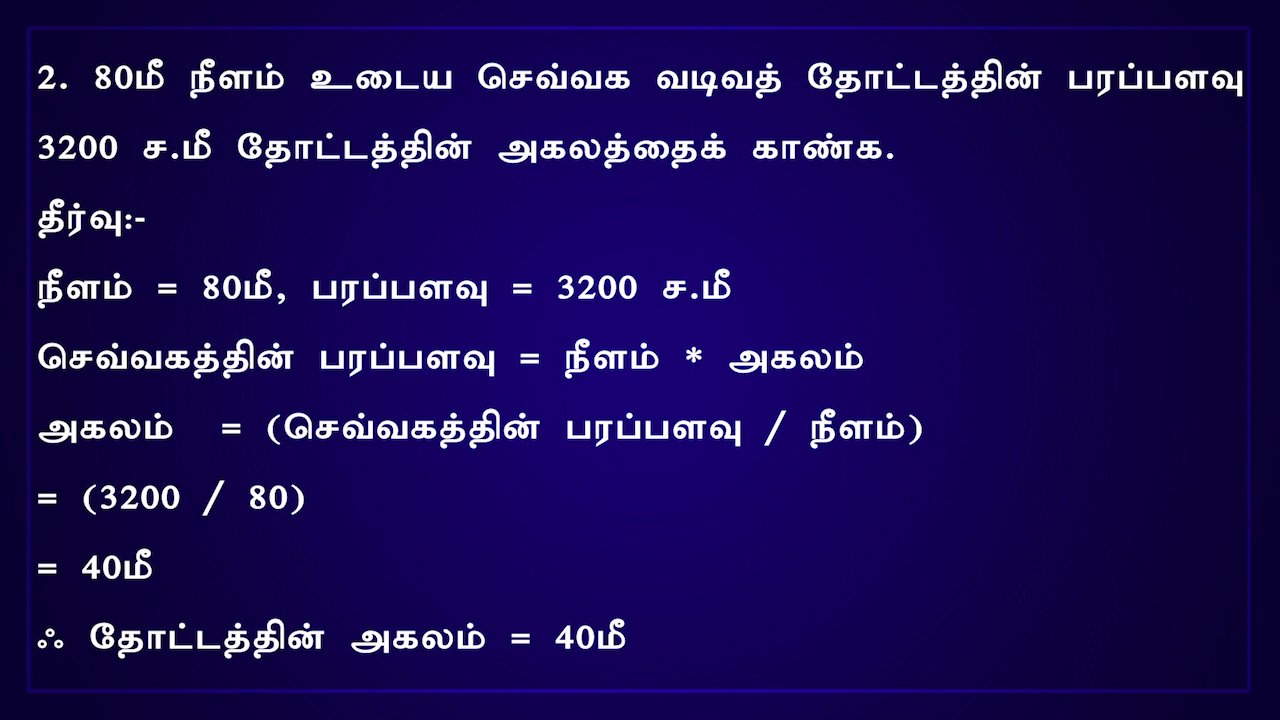 2. 80மீ நீளம் உடைய செவ்வக வடிவத் தோட்டத்தின் பரப்பளவு
3200 ச.மீ தோட்டத்தின் அகலத்தைக் காண்க.
தீர்வு:-
நீளம் = 80மீ, பரப்பளவு = 3200 ச.மீ
செவ்வகத்தின் பரப்பளவு = நீளம் * அகலம்
அகலம் = (செவ்வகத்தின் பரப்பளவு / நீளம்)
= (3200 / 80)
= 40மீ
ஃ தோட்டத்தின் அகலம் = 40மீ